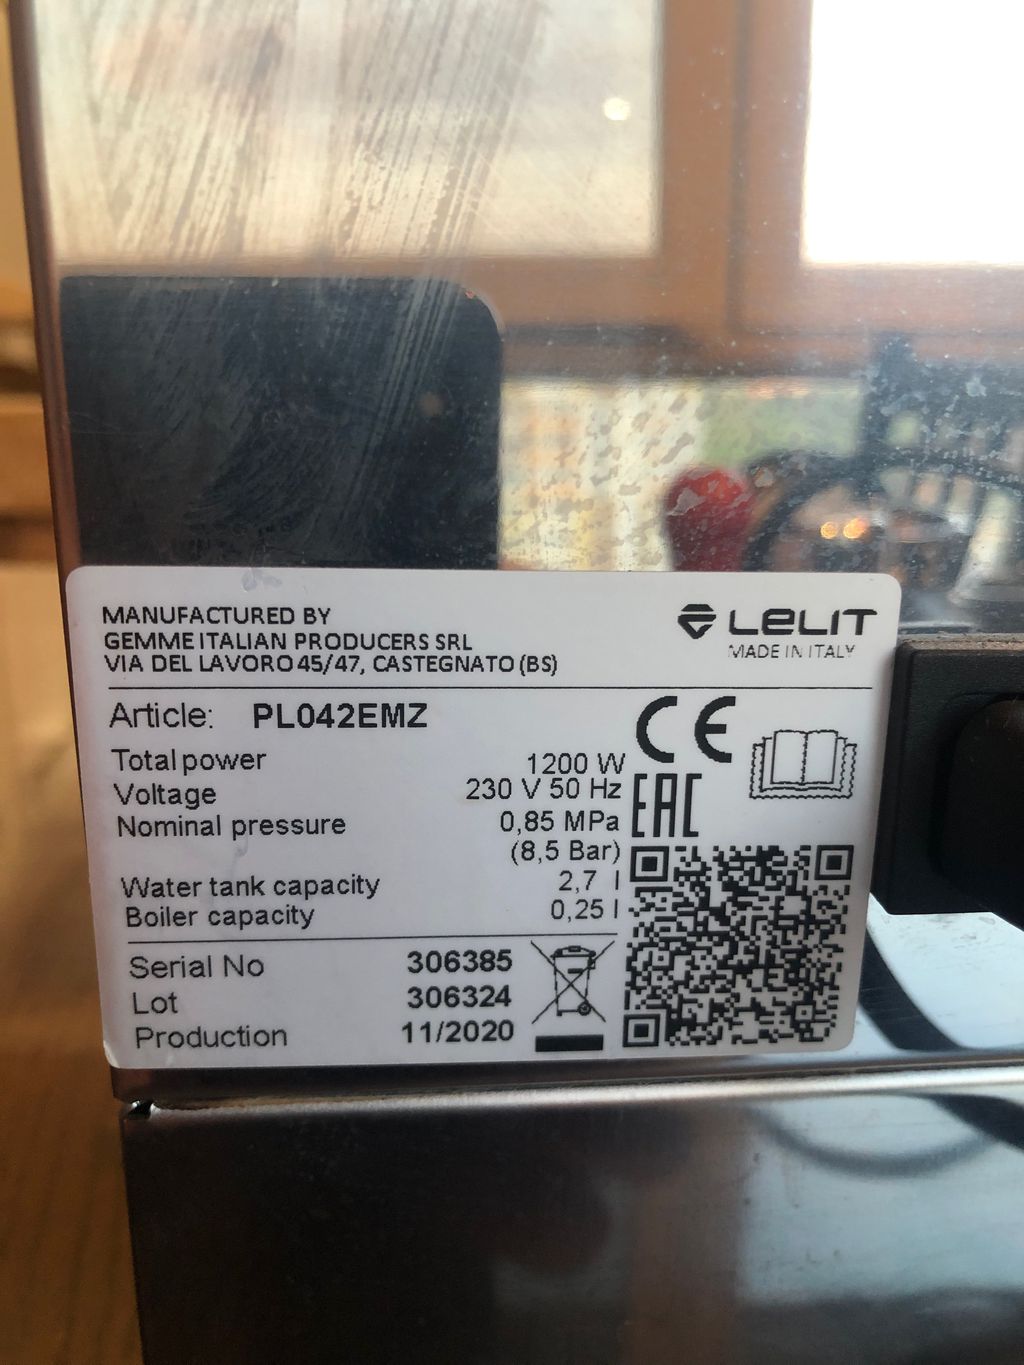 MANUFACTURED BY
GEMME ITALIAN PRODUCERS SRL
VIA DEL LAVORO 45/47, CASTEGNATO (BS)
LELIT
MADE IN ITALY
Article: PL042EMZ
CE
Total power 1200 W
Voltage 230 V 50 Hz
Nominal pressure 0,85 MPa
(8,5 Bar)
EAC
Water tank capacity 2,7 l
Boiler capacity 0,25 l
Serial No 306385
Lot 306324
Production 11/2020